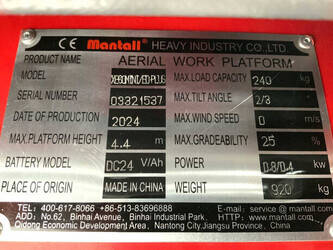 CE Mantall HEAVY INDUSTRY CO.,LTD
PRODUCT NAME AERIAL WORK PLATFORM
MODEL MAX.LOAD CAPACITY 240 kg
SERIAL NUMBER 03321537 MAX.TILT ANGLE 2/3
DATE OF PRODUCTION 2024 MAX.WIND SPEED 0 m/s
MAX.PLATFORM HEIGHT 4.4 m MAX.GRADEABILITY 25 %
BATTERY MODEL DC24 V/Ah POWER 0.8/0.4 kw
PLACE OF ORIGIN MADE IN CHINA WEIGHT 920 kg
TEL:400-617-8066 +86-513-83696888 E-mail: service @ mantall.com
ADD: No.62, Binhai Avenue, Binhai Industrial Park, Http://www.mantall.com
Qidong Economic Development Area, Nantong City,Jiangsu Province, China